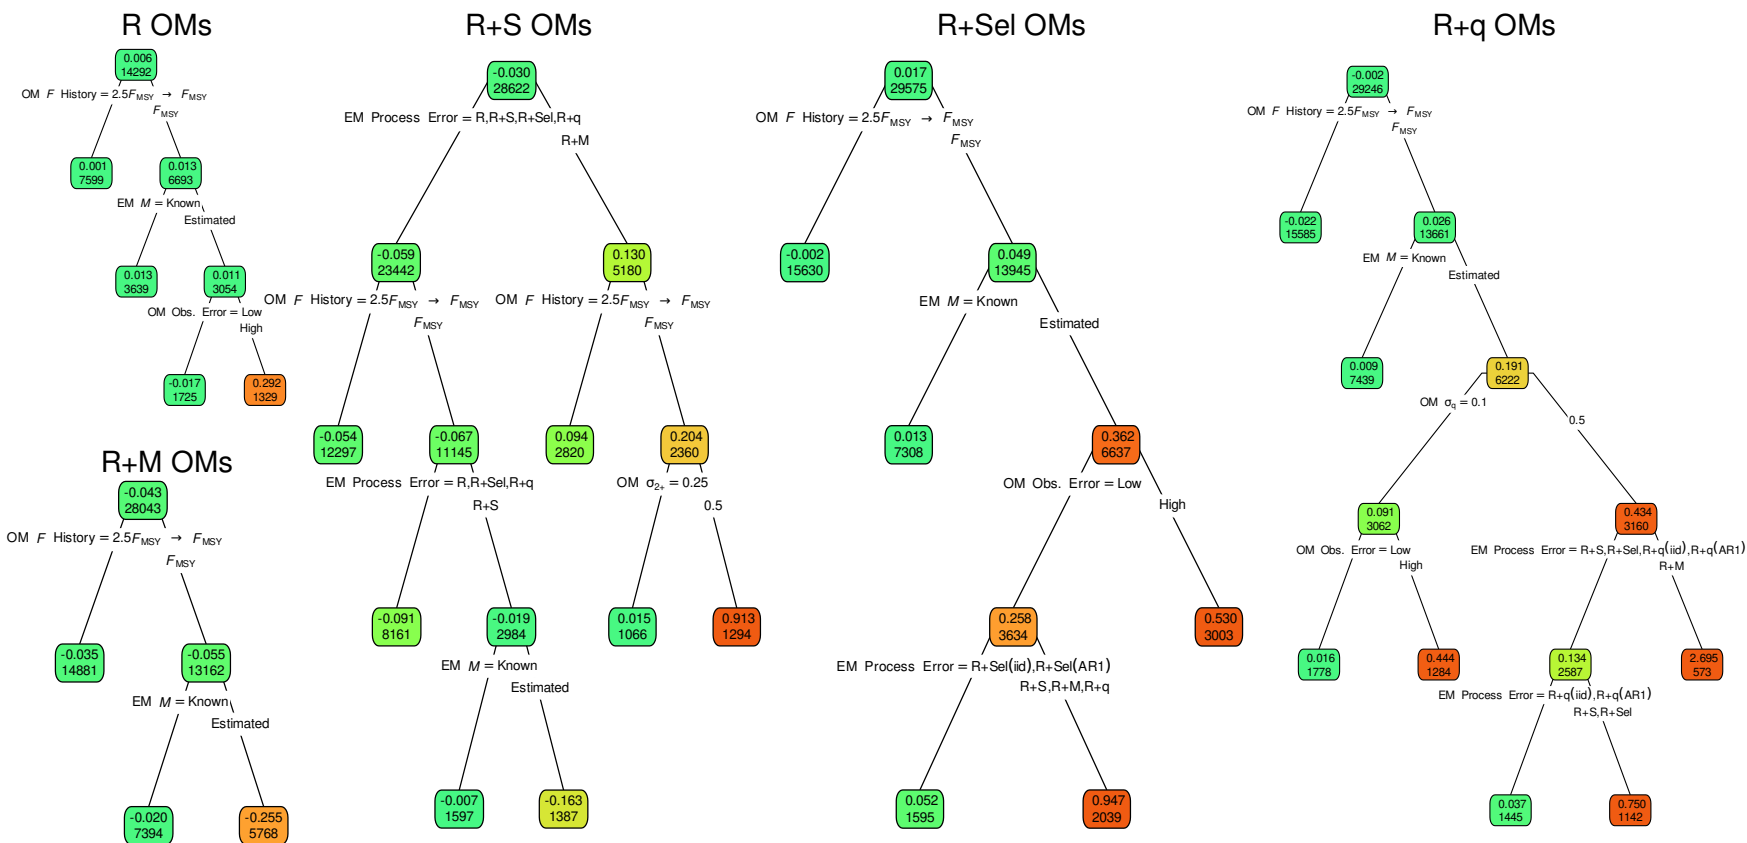 R OMs
0.006
14292
OM F History = 2.5FMSY → FMSY
FMSY
0.001
7599
0.013
6693
EM M = Known
Estimated
0.013
3639
0.011
3054
OM Obs. Error = Low
High
-0.017
1725
0.292
1329
R+M OMs
-0.043
28043
OM F History = 2.5FMSY → FMSY
FMSY
-0.035
14881
-0.055
13162
EM M = Known
Estimated
-0.020
7394
-0.255
5768
R+S OMs
-0.030
28622
EM Process Error = R,R+S,R+Sel,R+q
R+M
-0.059
23442
0.130
5180
OM F History = 2.5FMSY → FMSY
FMSY
OM F History = 2.5FMSY → FMSY
FMSY
-0.054
12297
-0.067
11145
0.094
2820
0.204
2360
EM Process Error = R,R+Sel,R+q
R+S
OM σ2+ = 0.25
0.5
-0.091
8161
-0.019
2984
0.015
1066
0.913
1294
EM M = Known
Estimated
-0.007
1597
-0.163
1387
R+Sel OMs
0.017
29575
OM F History = 2.5FMSY → FMSY
FMSY
-0.002
15630
0.049
13945
EM M = Known
Estimated
0.013
7308
0.362
6637
OM Obs. Error = Low
High
0.258
3634
0.530
3003
EM Process Error = R+Sel(iid),R+Sel(AR1)
R+S,R+M,R+q
0.052
1595
0.947
2039
R+q OMs
-0.002
29246
OM F History = 2.5FMSY → FMSY
FMSY
-0.022
15585
0.026
13661
EM M = Known
Estimated
0.009
7439
0.191
6222
OM σq = 0.1
0.5
0.091
3062
0.434
3160
OM Obs. Error = Low
High
EM Process Error = R+S,R+Sel,R+q(iid),R+q(AR1)
R+M
0.016
1778
0.444
1284
0.134
2587
2.695
573
EM Process Error = R+q(iid),R+q(AR1)
R+S,R+Sel
0.037
1445
0.750
1142